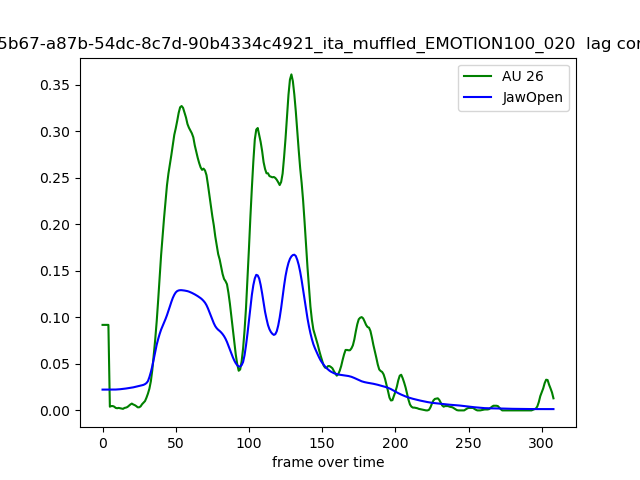 5b67-a87b-54dc-8c7d-90b4334c4921_ita_muffled_EMOTION100_020 lag
AU 26
JawOpen
0.35
0.30
0.25
0.20
0.15
0.10
0.05
0.00
0 50 100 150 200 250 300
frame over time